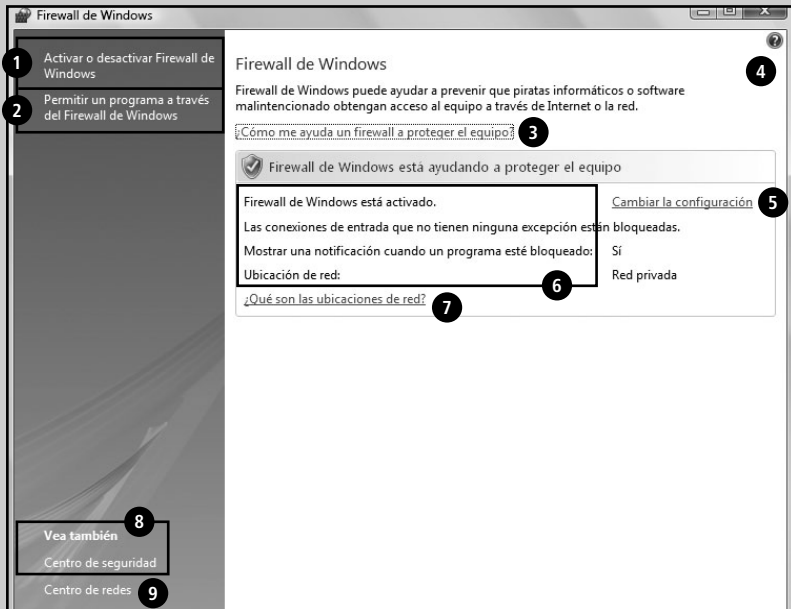 Firewall de Windows
1
Activar o desactivar Firewall de
Windows
2
Permitir un programa a través
del Firewall de Windows
Vea también
8
Centro de seguridad
Centro de redes
9
4
Firewall de Windows
Firewall de Windows puede ayudar a prevenir que piratas informáticos o software
malintencionado obtengan acceso al equipo a través de Internet o la red.
¿Cómo me ayuda un firewall a proteger el equipo?
3
Firewall de Windows está ayudando a proteger el equipo
Firewall de Windows está activado. Cambiar la configuración
5
Las conexiones de entrada que no tienen ninguna excepción están bloqueadas.
Mostrar una notificación cuando un programa esté bloqueado: Sí
Ubicación de red: Red privada
6
¿Qué son las ubicaciones de red?
7